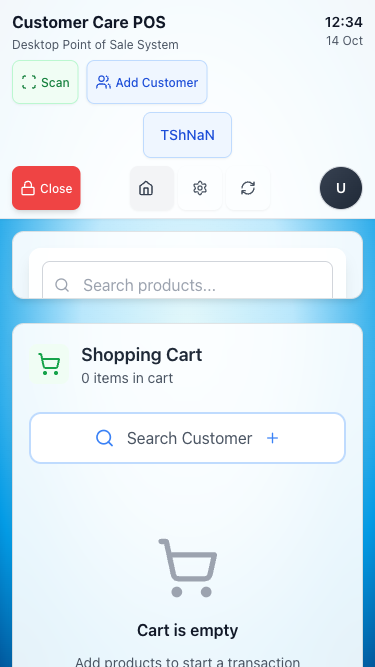 Customer Care POS
12:34
Desktop Point of Sale System
14 Oct
Scan
Add Customer
TShNaN
Close
U
Search products...
Shopping Cart
0 items in cart
Search Customer
Cart is empty
Add products to start a transaction